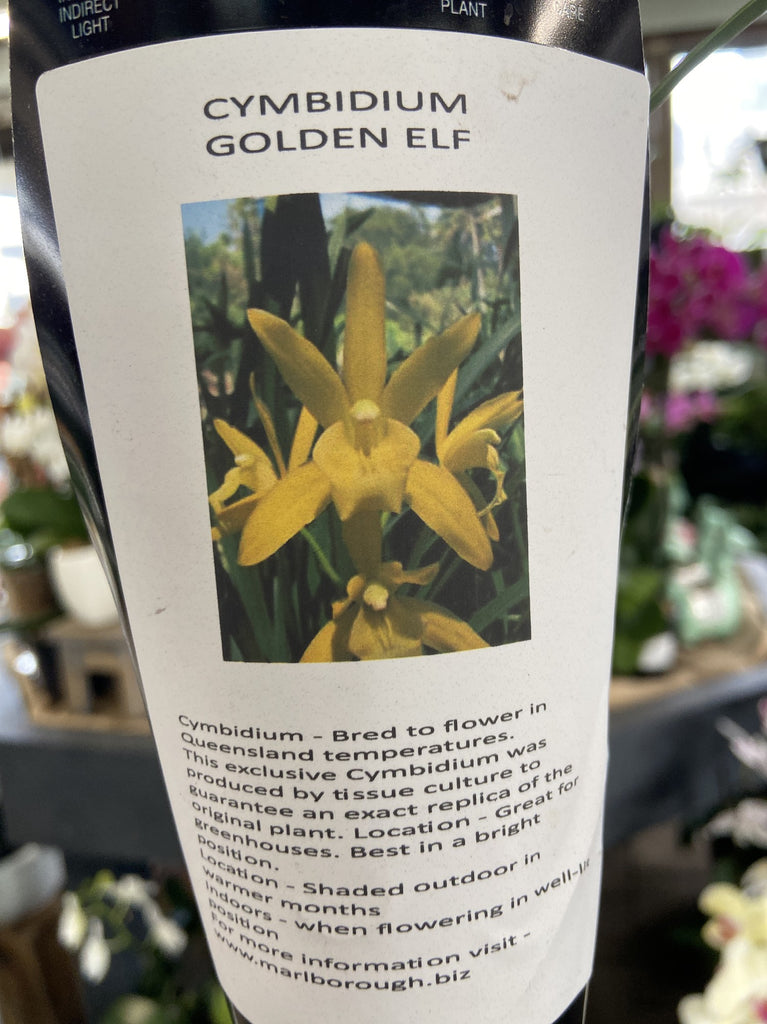 INDIRECT
LIGHT
PLANT
CARE
CYMBIDIUM
GOLDEN ELF
Cymbidium - Bred to flower in
Queensland temperatures.
This exclusive Cymbidium was
produced by tissue culture to
guarantee an exact replica of the
original plant. Location - Great for
greenhouses. Best in a bright
position.
Location - Shaded outdoor in
warmer months
Indoors - when flowering in well-lit
position
For more information visit -
www.marlborough.biz